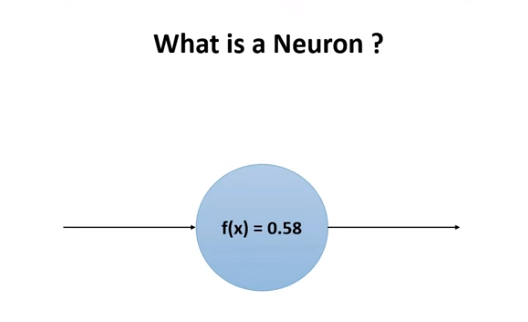 What is a Neuron ?
f(x) = 0.58